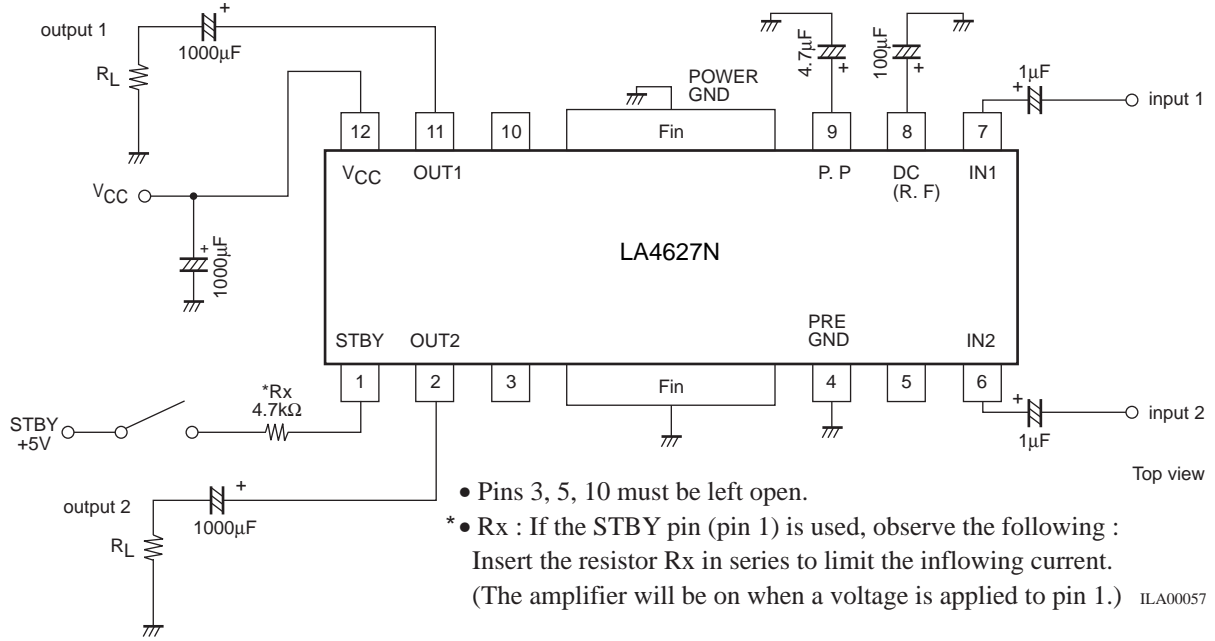 output 1
+
1000µF
RL
VCC
+
1000µF
4.7µF
+
100µF
+
1µF
+
input 1
POWER
GND
12
11
10
Fin
9
8
7
VCC
OUT1
P. P
DC
(R. F)
IN1
LA4627N
STBY
OUT2
PRE
GND
IN2
1
2
3
Fin
4
5
6
*Rx
4.7kΩ
STBY
+5V
+
1µF
input 2
Top view
output 2
+
1000µF
RL
• Pins 3, 5, 10 must be left open.
*• Rx : If the STBY pin (pin 1) is used, observe the following :
Insert the resistor Rx in series to limit the inflowing current.
(The amplifier will be on when a voltage is applied to pin 1.)
ILA00057